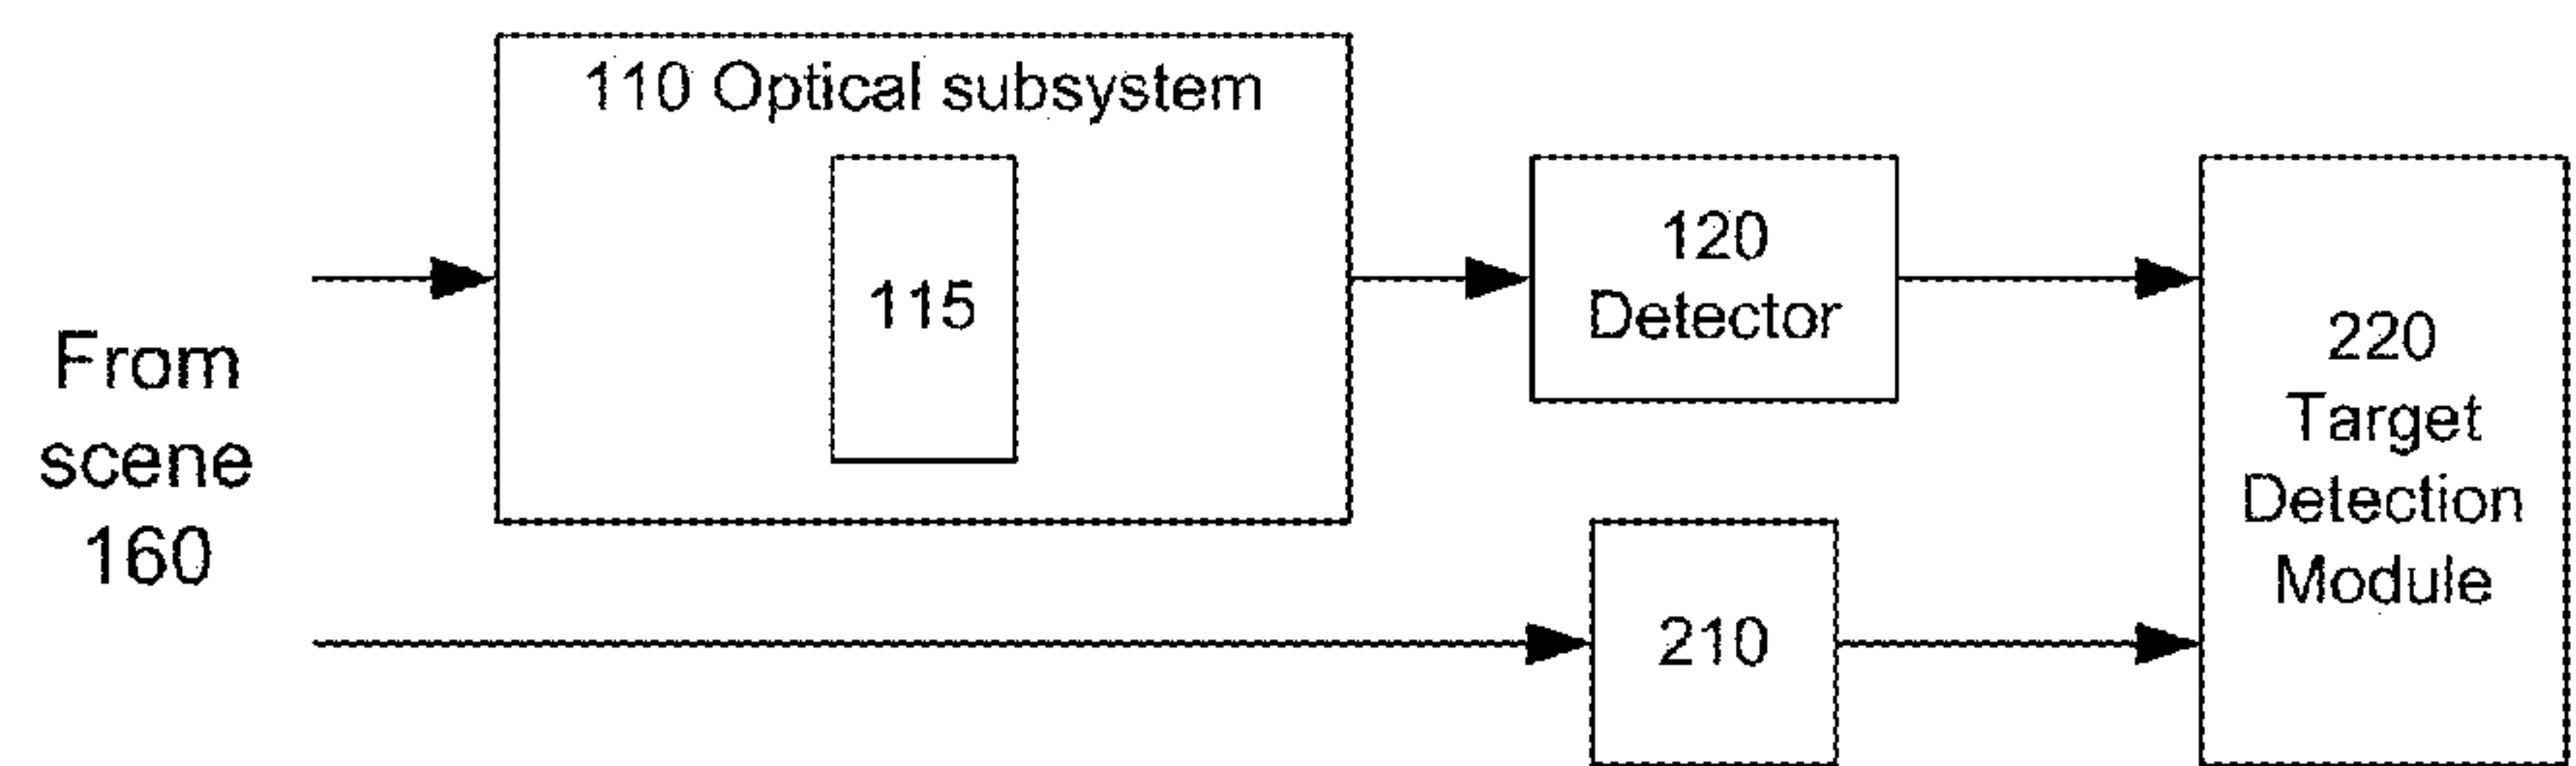 From
scene
160
110 Optical subsystem
115
120
Detector
210
220
Target
Detection
Module